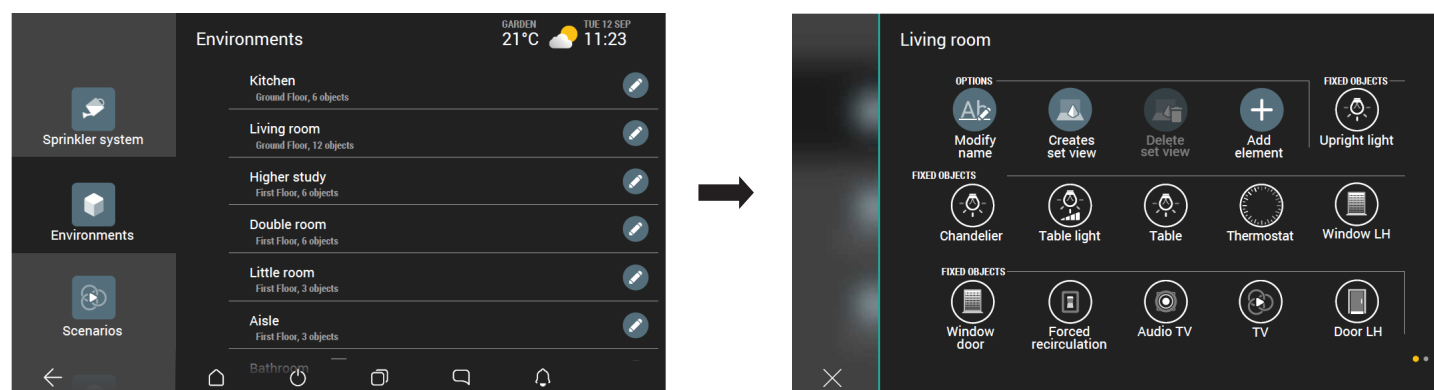 Environments
GARDEN
21°C
TUE 12 SEP
11:23
Sprinkler system
Environments
Scenarios
Kitchen
Ground Floor, 6 objects
Living room
Ground Floor, 12 objects
Higher study
First Floor, 6 objects
Double room
First Floor, 6 objects
Little room
First Floor, 3 objects
Aisle
First Floor, 3 objects
Bathroom
Living room
OPTIONS
FIXED OBJECTS
Ab
Modify
name
Creates
set view
Delete
set view
Add
element
Upright light
FIXED OBJECTS
Chandelier
Table light
Table
Thermostat
Window LH
FIXED OBJECTS
Window
door
Forced
recirculation
Audio TV
TV
Door LH